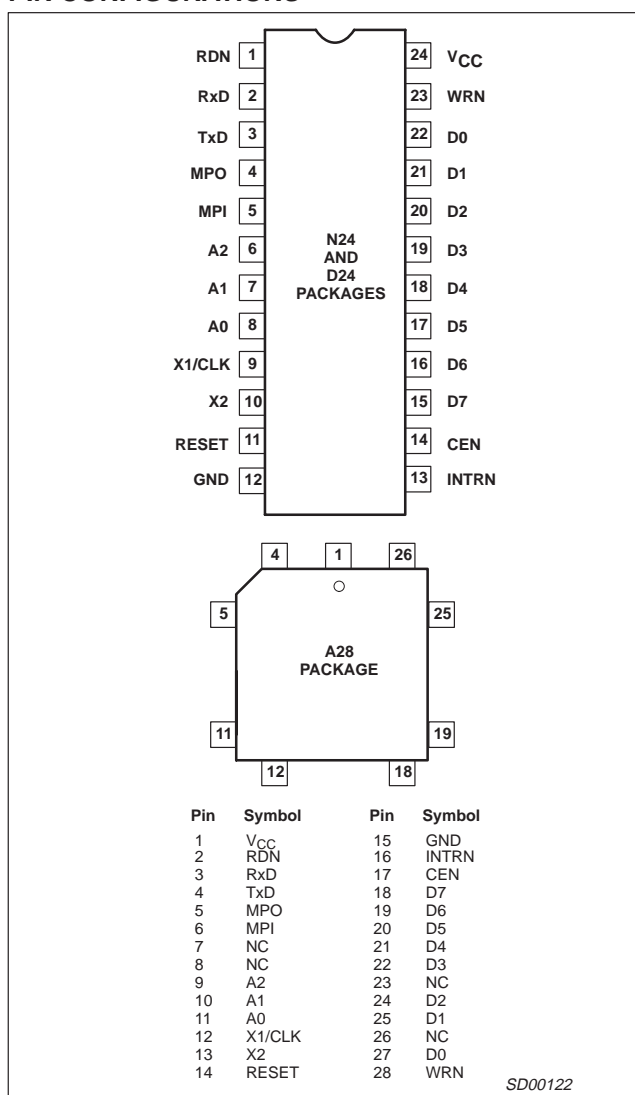 RDN 1 24 VCC
RxD 2 23 WRN
TxD 3 22 D0
MPO 4 21 D1
MPI 5 20 D2
A2 6 19 D3
A1 7 18 D4
A0 8 17 D5
X1/CLK 9 16 D6
X2 10 15 D7
RESET 11 14 CEN
GND 12 13 INTRN
N24
AND
D24
PACKAGES
4 1 26
5 25
A28
PACKAGE
11 19
12 18
Pin Symbol Pin Symbol
1 VCC 15 GND
2 RDN 16 INTRN
3 RxD 17 CEN
4 TxD 18 D7
5 MPO 19 D6
6 MPI 20 D5
7 NC 21 D4
8 NC 22 D3
9 A2 23 NC
10 A1 24 D2
11 A0 25 D1
12 X1/CLK 26 NC
13 X2 27 D0
14 RESET 28 WRN
SD00122